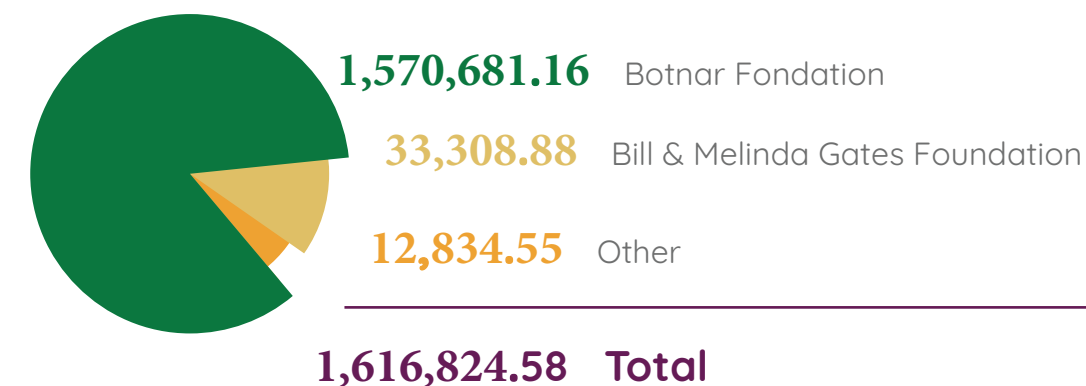 1,570,681.16 Botnar Fondation
33,308.88 Bill & Melinda Gates Foundation
12,834.55 Other
1,616,824.58 Total